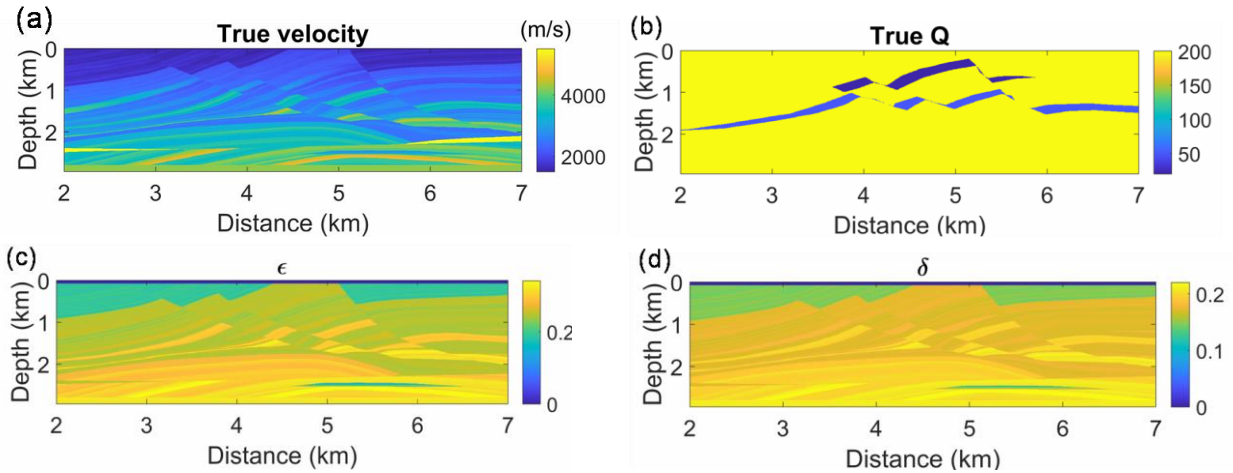 (a)
True velocity
(m/s)
0
1
2
Depth (km)
4000
2000
2 3 4 5 6 7
Distance (km)
(b)
True Q
0
1
2
Depth (km)
200
150
100
50
2 3 4 5 6 7
Distance (km)
(c)
ϵ
0
1
2
Depth (km)
0.2
0
2 3 4 5 6 7
Distance (km)
(d)
δ
0
1
2
Depth (km)
0.2
0.1
0
2 3 4 5 6 7
Distance (km)